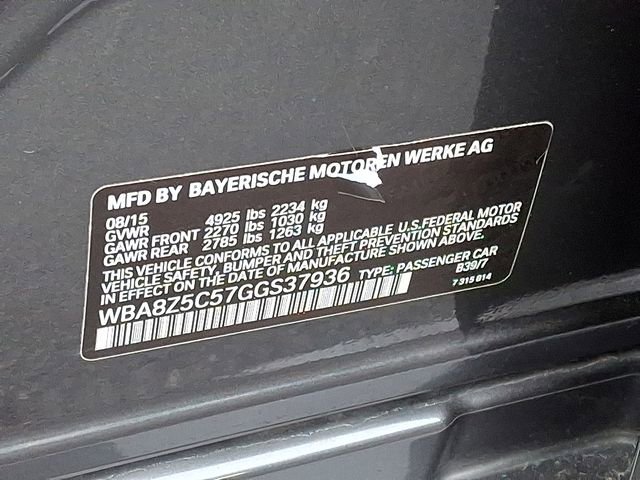 MFD BY BAYERISCHE MOTOREN WERKE AG
08/15
GVWR 4925 lbs 2234 kg
GAWR FRONT 2270 lbs 1030 kg
GAWR REAR 2785 lbs 1263 kg
THIS VEHICLE CONFORMS TO ALL APPLICABLE U.S.FEDERAL MOTOR
VEHICLE SAFETY, BUMPER AND THEFT PREVENTION STANDARDS
IN EFFECT ON THE DATE OF MANUFACTURE SHOWN ABOVE.
WBA8Z5C57GGS37936 TYPE: PASSENGER CAR
B39/7
7 315 814